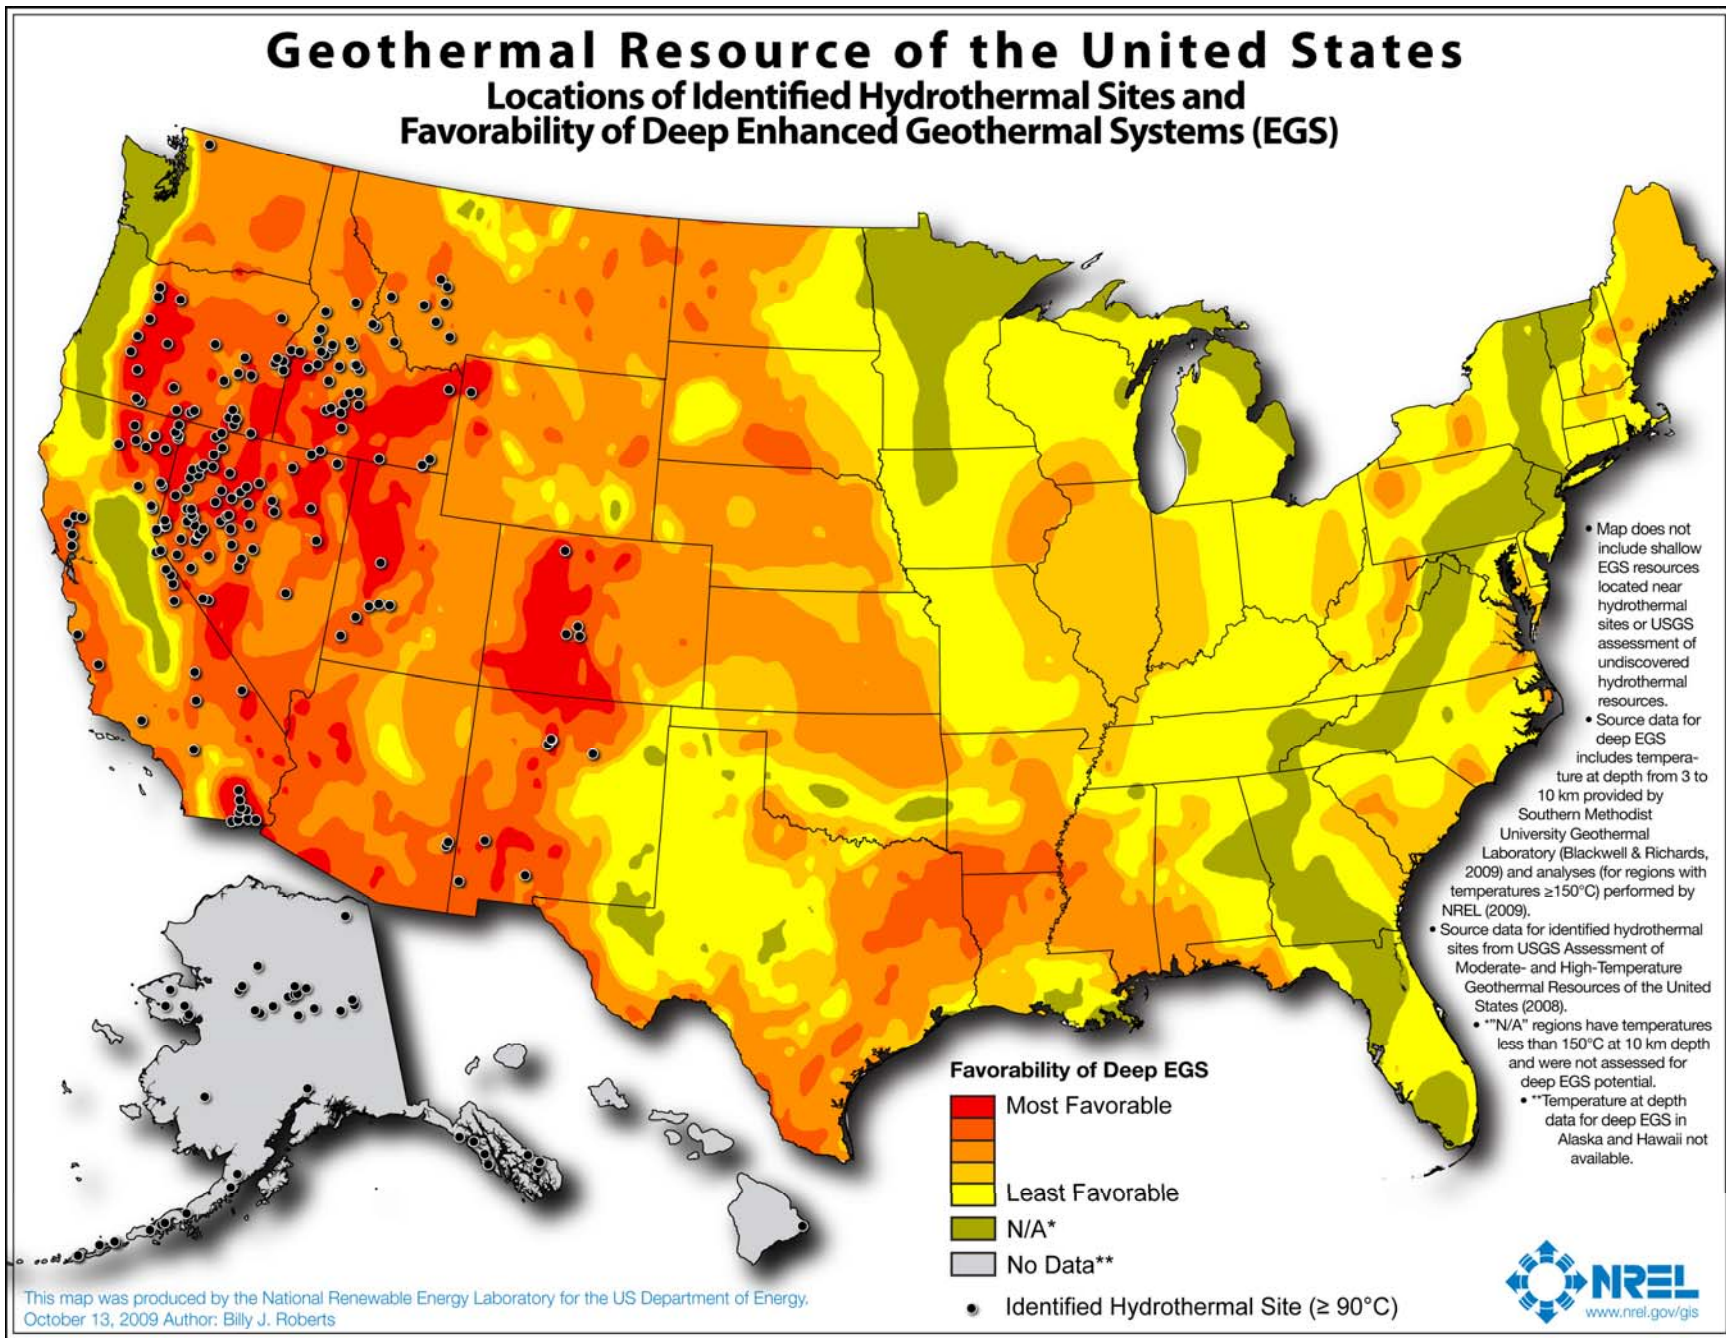 Geothermal Resource of the United States
Locations of Identified Hydrothermal Sites and
Favorability of Deep Enhanced Geothermal Systems (EGS)
• Map does not
include shallow
EGS resources
located near
hydrothermal
sites or USGS
assessment of
undiscovered
hydrothermal
resources.
• Source data for
deep EGS
includes tempera-
ture at depth from 3 to
10 km provided by
Southern Methodist
University Geothermal
Laboratory (Blackwell & Richards,
2009) and analyses (for regions with
temperatures ≥150°C) performed by
NREL (2009).
• Source data for identified hydrothermal
sites from USGS Assessment of
Moderate- and High-Temperature
Geothermal Resources of the United
States (2008).
• *"N/A" regions have temperatures
less than 150°C at 10 km depth
and were not assessed for
deep EGS potential.
• **Temperature at depth
data for deep EGS in
Alaska and Hawaii not
available.
Favorability of Deep EGS
Most Favorable
Least Favorable
N/A*
No Data**
Identified Hydrothermal Site (≥ 90°C)
This map was produced by the National Renewable Energy Laboratory for the US Department of Energy.
October 13, 2009 Author: Billy J. Roberts
NREL
www.nrel.gov/gis